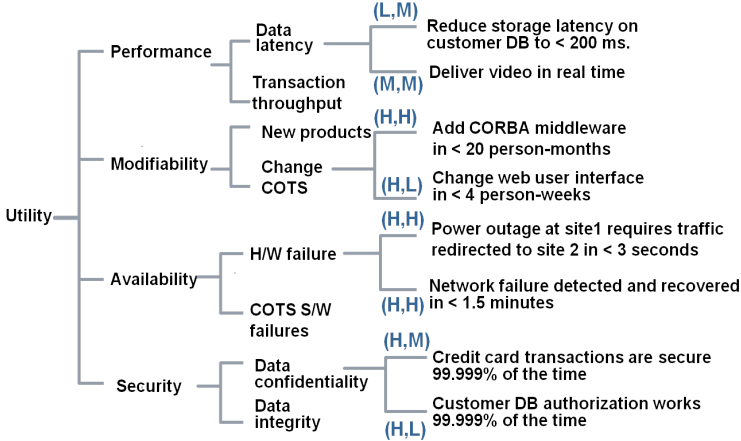 Utility
Performance
Data
latency
(L,M)
Reduce storage latency on
customer DB to < 200 ms.
(M,M)
Deliver video in real time
Transaction
throughput
Modifiability
New products
Change
COTS
(H,H)
Add CORBA middleware
in < 20 person-months
(H,L)
Change web user interface
in < 4 person-weeks
Availability
H/W failure
(H,H)
Power outage at site1 requires traffic
redirected to site 2 in < 3 seconds
(H,H)
Network failure detected and recovered
in < 1.5 minutes
COTS S/W
failures
Security
Data
confidentiality
(H,M)
Credit card transactions are secure
99.999% of the time
(H,L)
Customer DB authorization works
99.999% of the time
Data
integrity